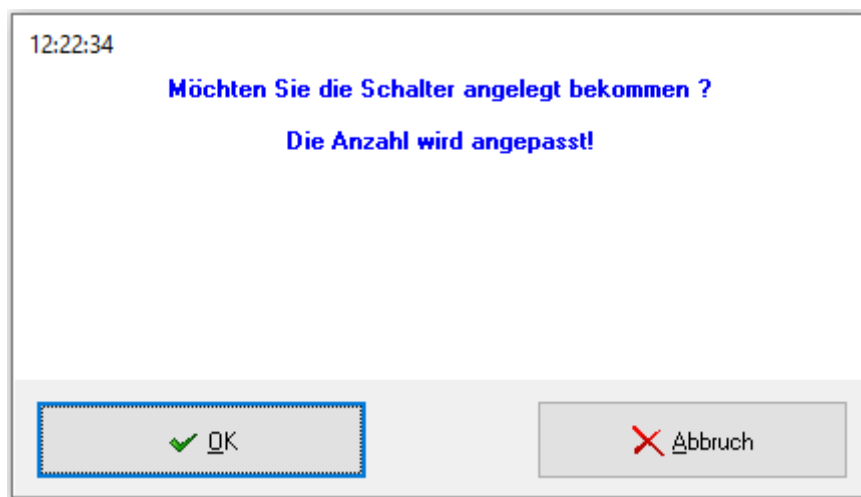 12:22:34
Möchten Sie die Schalter angelegt bekommen ?
Die Anzahl wird angepasst!
OK
Abbruch